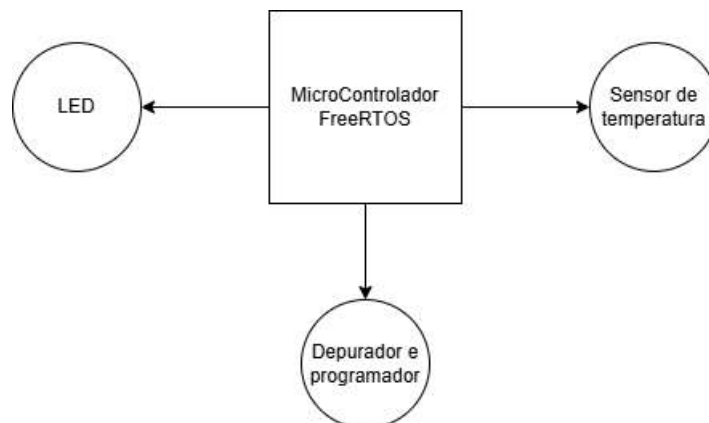 LED
MicroControlador
FreeRTOS
Sensor de
temperatura
Depurador e
programador